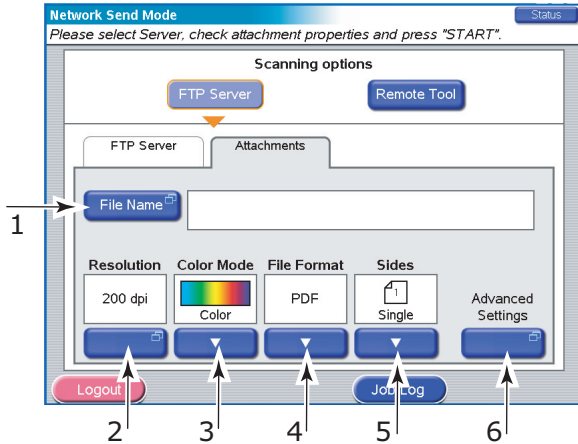 Network Send Mode
Status
Please select Server, check attachment properties and press "START".
Scanning options
FTP Server
Remote Tool
FTP Server
Attachments
File Name
1
Resolution
Color Mode
File Format
Sides
200 dpi
Color
PDF
1
Single
Advanced
Settings
Logout
Job Log
2
3
4
5
6